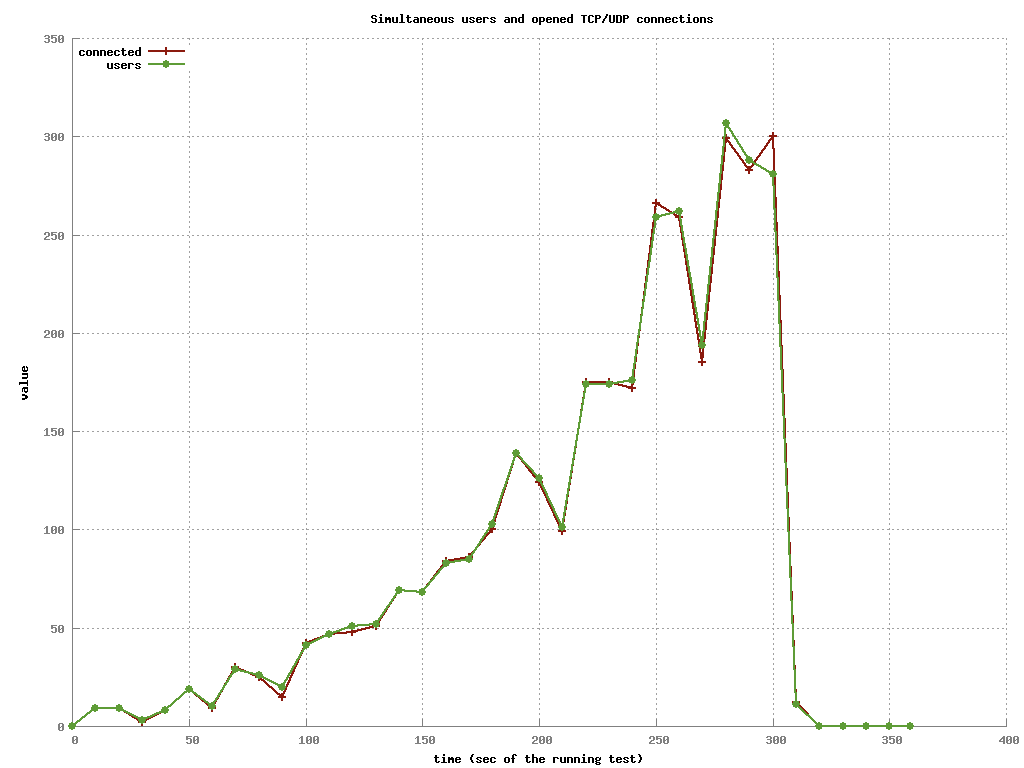 Simultaneous users and opened TCP/UDP connections
350
connected
users
300
250
200
value
150
100
50
0
0 50 100 150 200 250 300 350 400
time (sec of the running test)